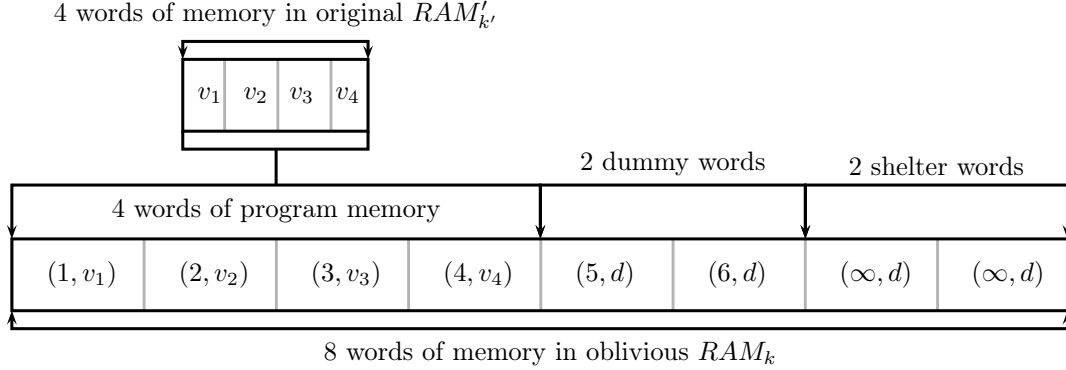 4 words of memory in original $RAM'_{k'}$
$v_1$ $v_2$ $v_3$ $v_4$
2 dummy words 2 shelter words
4 words of program memory
$(1, v_1)$ $(2, v_2)$ $(3, v_3)$ $(4, v_4)$ $(5, d)$ $(6, d)$ $(\infty, d)$ $(\infty, d)$
8 words of memory in oblivious $RAM_k$